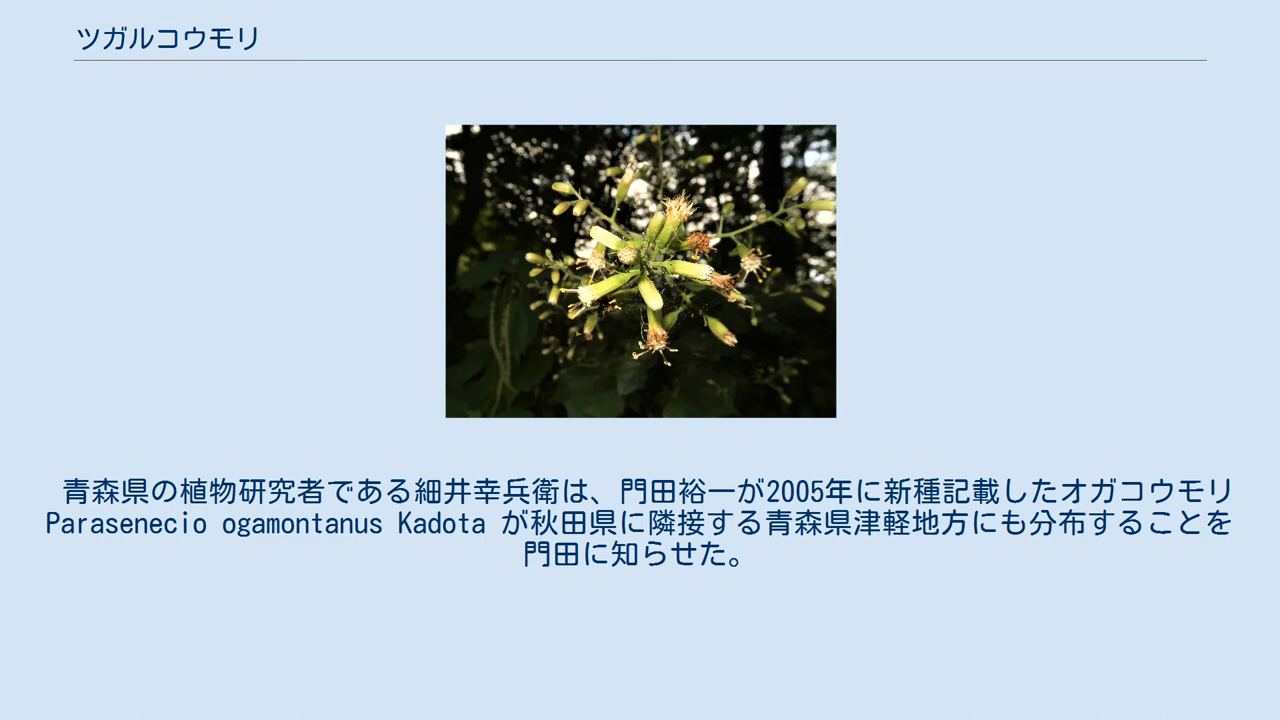 ツガルコウモリ
青森県の植物研究者である細井幸兵衛は、門田裕一が2005年に新種記載したオガコウモリ
Parasenecio ogamontanus Kadota が秋田県に隣接する青森県津軽地方にも分布することを
門田に知らせた。